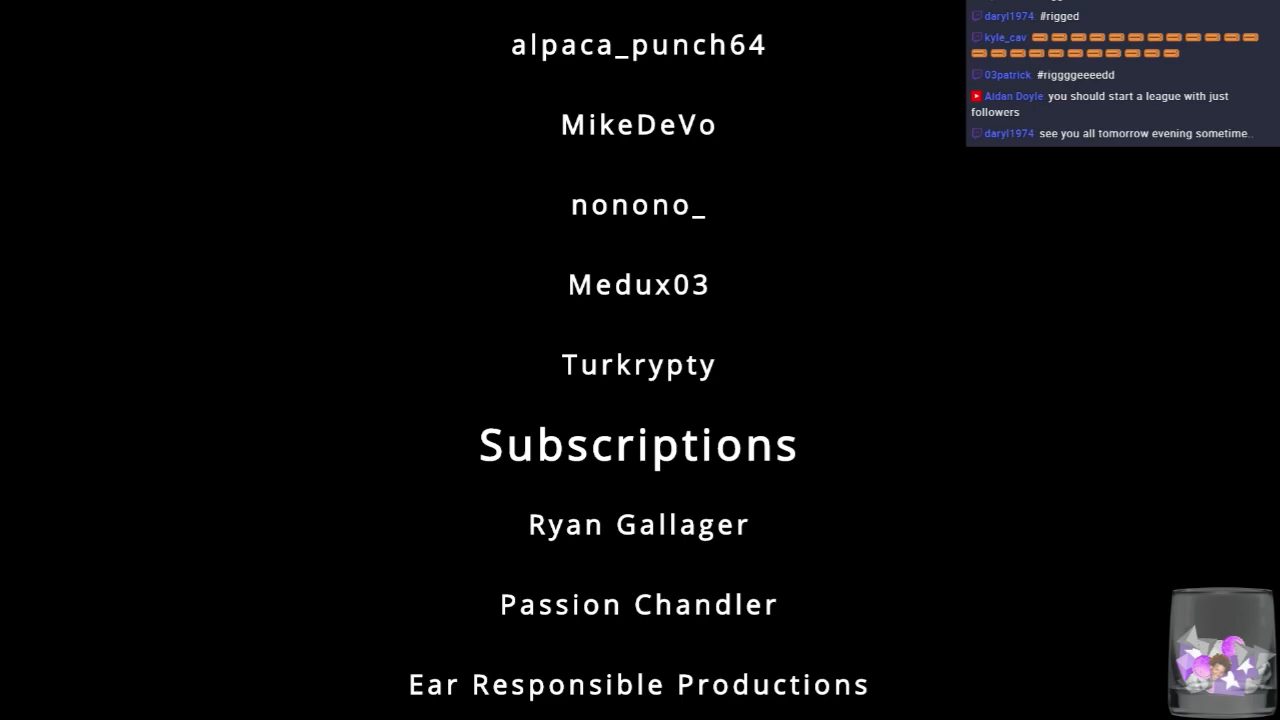 alpaca_punch64
MikeDeVo
nonono_
Medux03
Turkrypty
Subscriptions
Ryan Gallager
Passion Chandler
Ear Responsible Productions
daryl1974 #rigged
kyle_cav
03patrick #riggggeeeedd
Aidan Doyle you should start a league with just
followers
daryl1974 see you all tomorrow evening sometime..